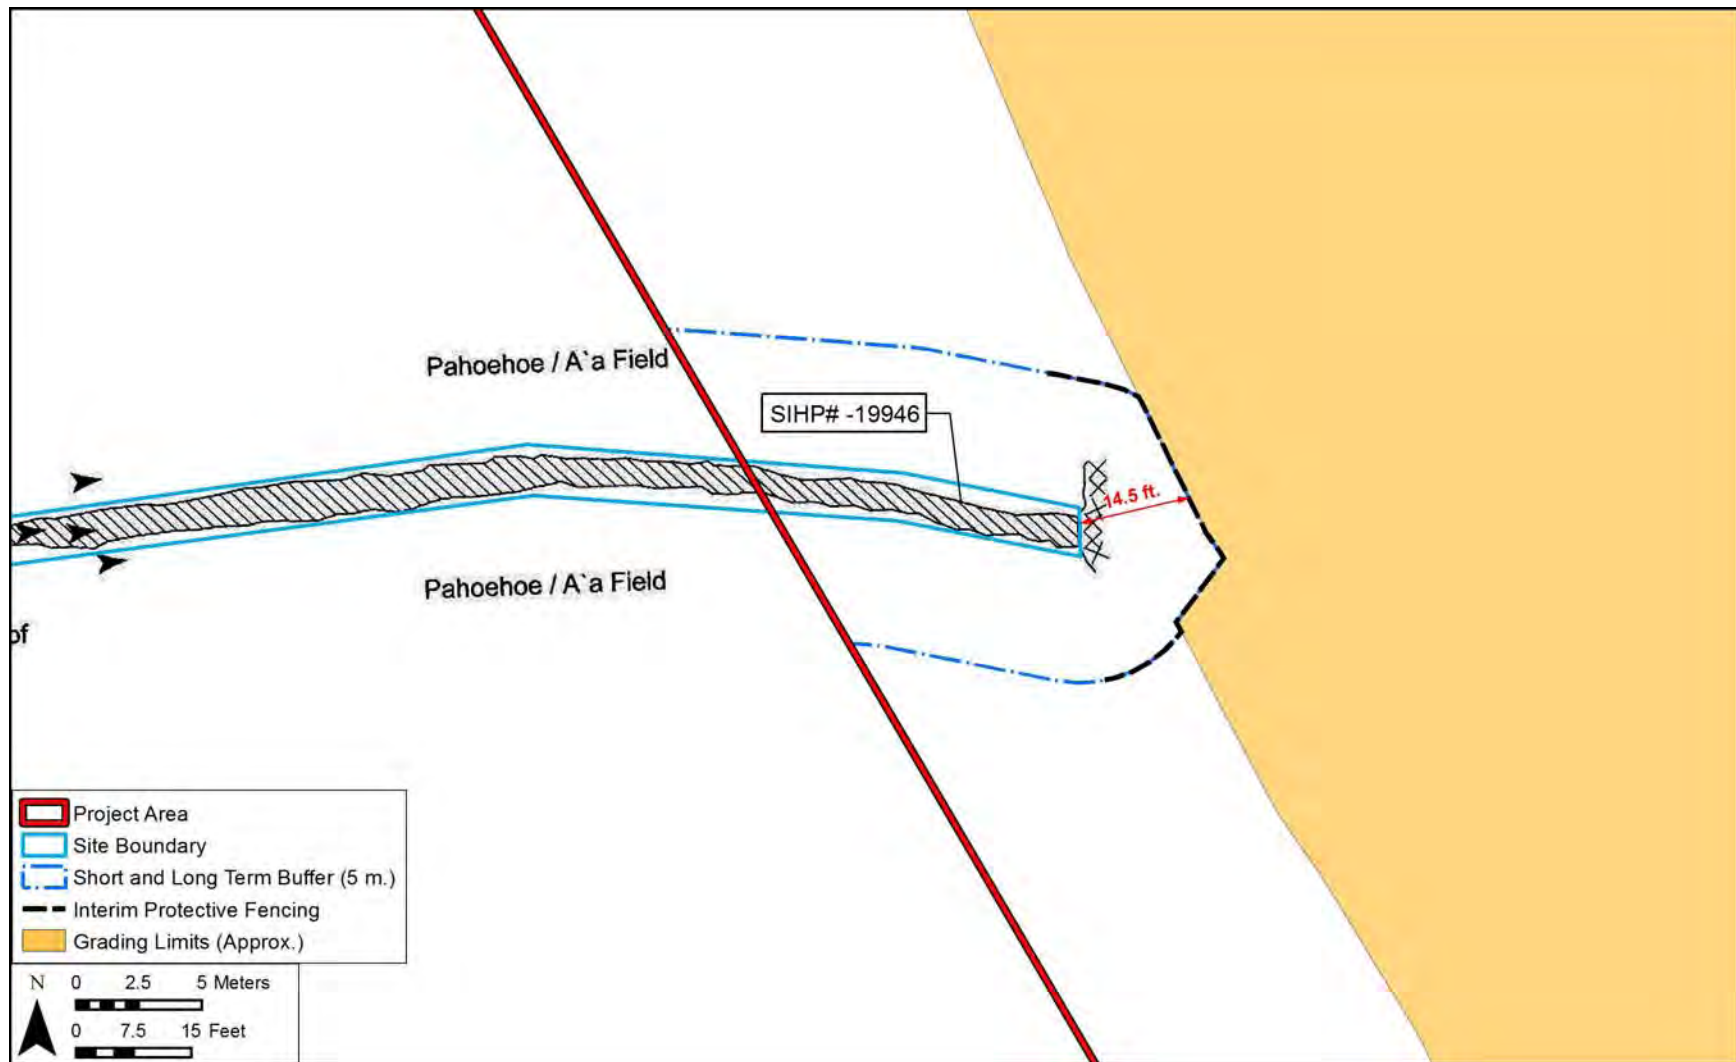 Pahoehoe / A`a Field
SIHP# -19946
14.5 ft.
Pahoehoe / A`a Field
of
Project Area
Site Boundary
Short and Long Term Buffer (5 m.)
Interim Protective Fencing
Grading Limits (Approx.)
N 0 2.5 5 Meters
0 7.5 15 Feet